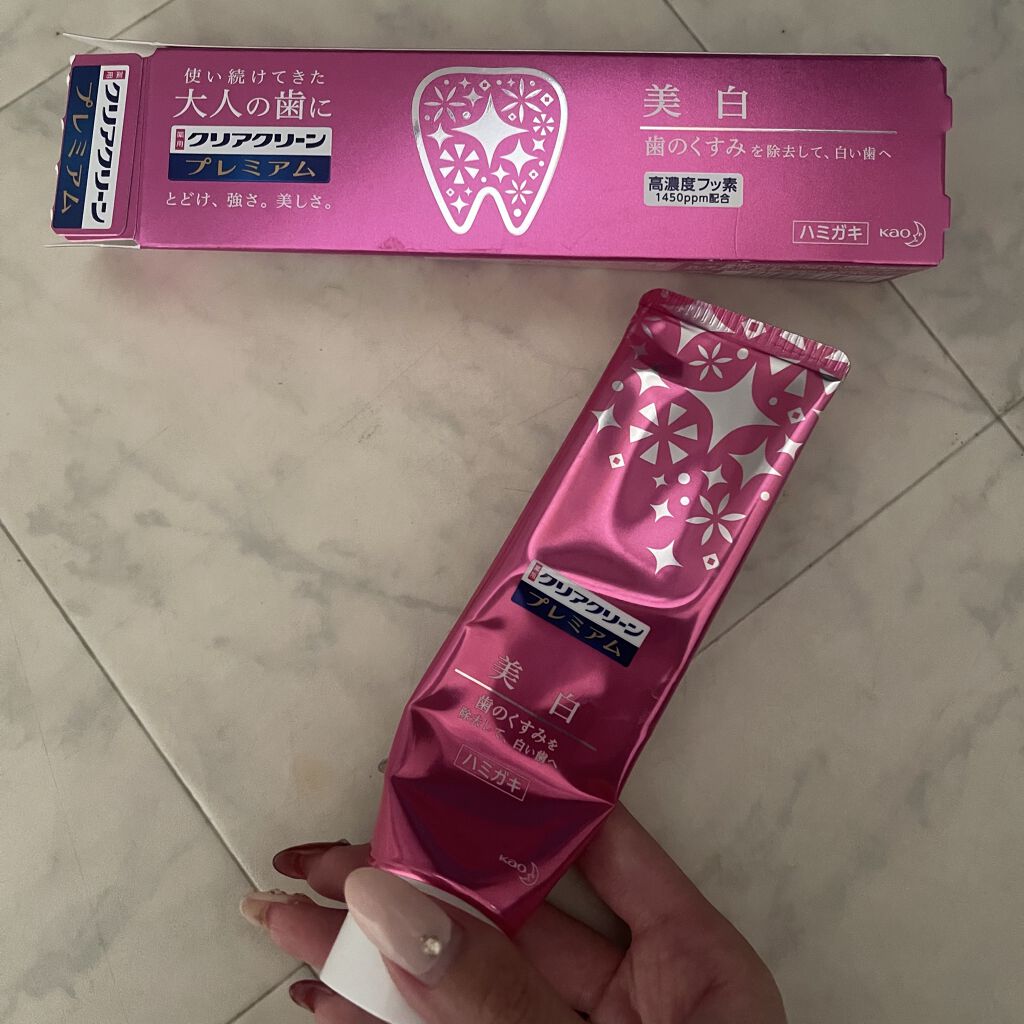 薬用
クリアクリーン
プレミアム
使い続けてきた
大人の歯に
薬用
クリアクリーン
プレミアム
とどけ、強さ。美しさ。
美白
歯のくすみを除去して、白い歯へ
高濃度フッ素
1450ppm配合
ハミガキ
Kao
薬用
クリアクリーン
プレミアム
美白
歯のくすみを
除去して、白い歯へ
ハミガキ
Kao